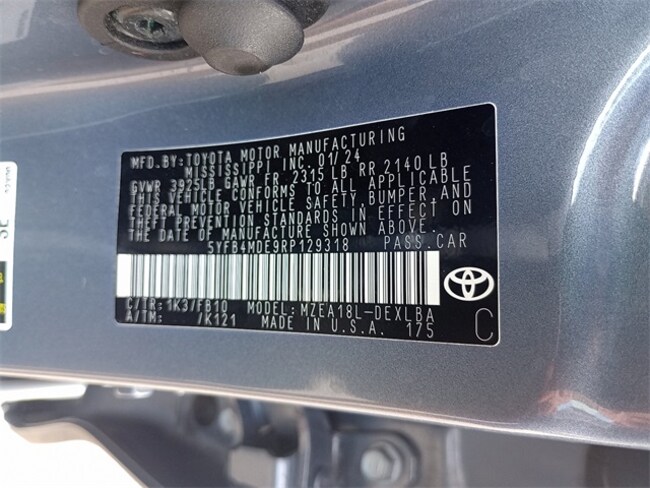 MFD. BY: TOYOTA MOTOR MANUFACTURING
MISSISSIPPI INC. 01/24
GVWR 3925LB GAWR FR 2315 LB RR 2140 LB
THIS VEHICLE CONFORMS TO ALL APPLICABLE
FEDERAL MOTOR VEHICLE SAFETY, BUMPER AND
THEFT PREVENTION STANDARDS IN EFFECT ON
THE DATE OF MANUFACTURE SHOWN ABOVE.
5YFB4MDE9RP129318 PASS. CAR
C/TR: 1K3/FB10 MODEL: MZEA18L-DEXLBA
A/TM: /K121 MADE IN U.S.A. 175
C